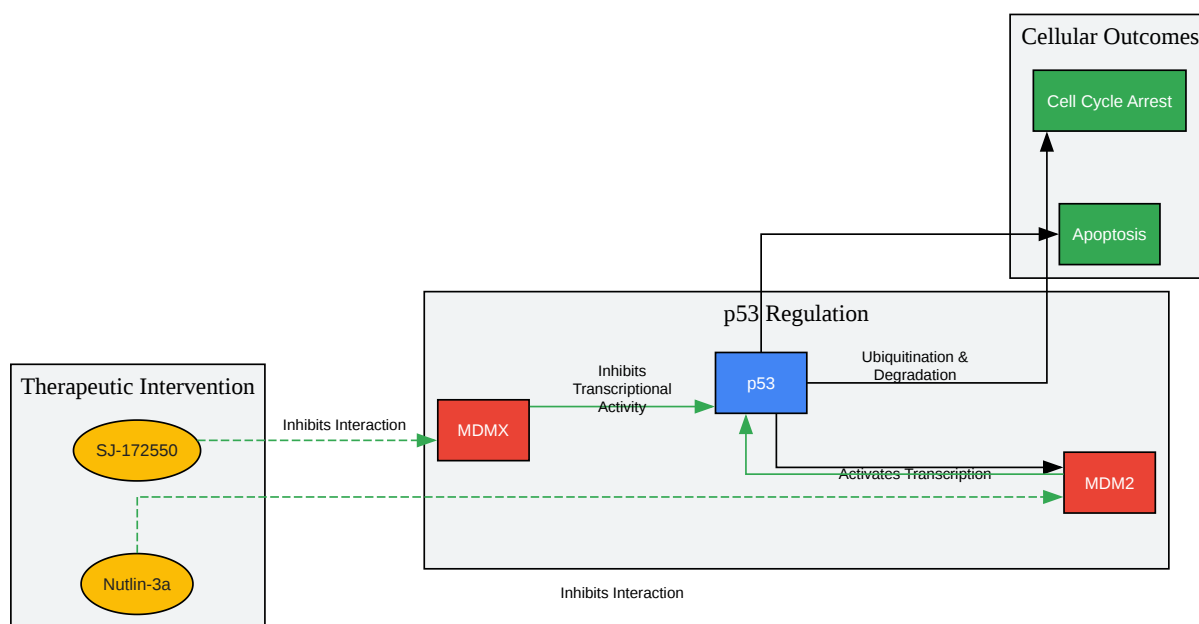 Cellular Outcomes
Cell Cycle Arrest
Apoptosis
p53 Regulation
Inhibits
Transcriptional
Activity
p53
Ubiquitination &
Degradation
Therapeutic Intervention
Inhibits Interaction
MDMX
SJ-172550
Activates Transcription
MDM2
Nutlin-3a
Inhibits Interaction